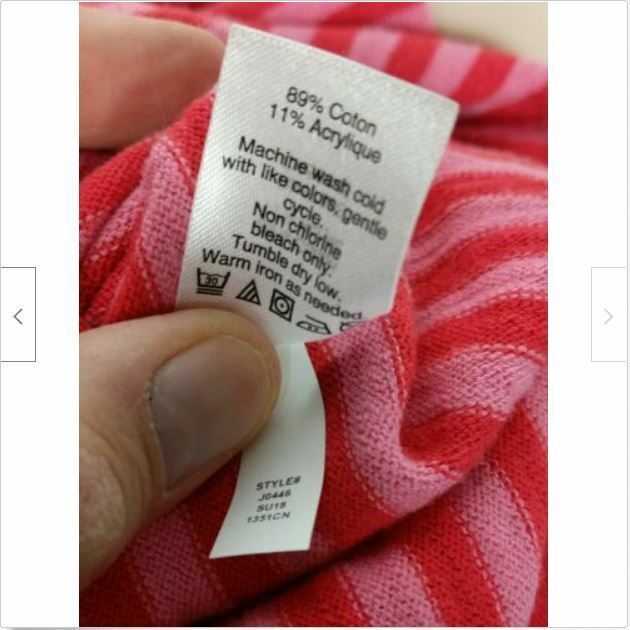 89% Coton
11% Acrylique
Machine wash cold
with like colors, gentle
cycle.
Non chlorine
bleach only.
Tumble dry low.
Warm iron as needed.
30
STYLE#
J0446
SU18
1351CN